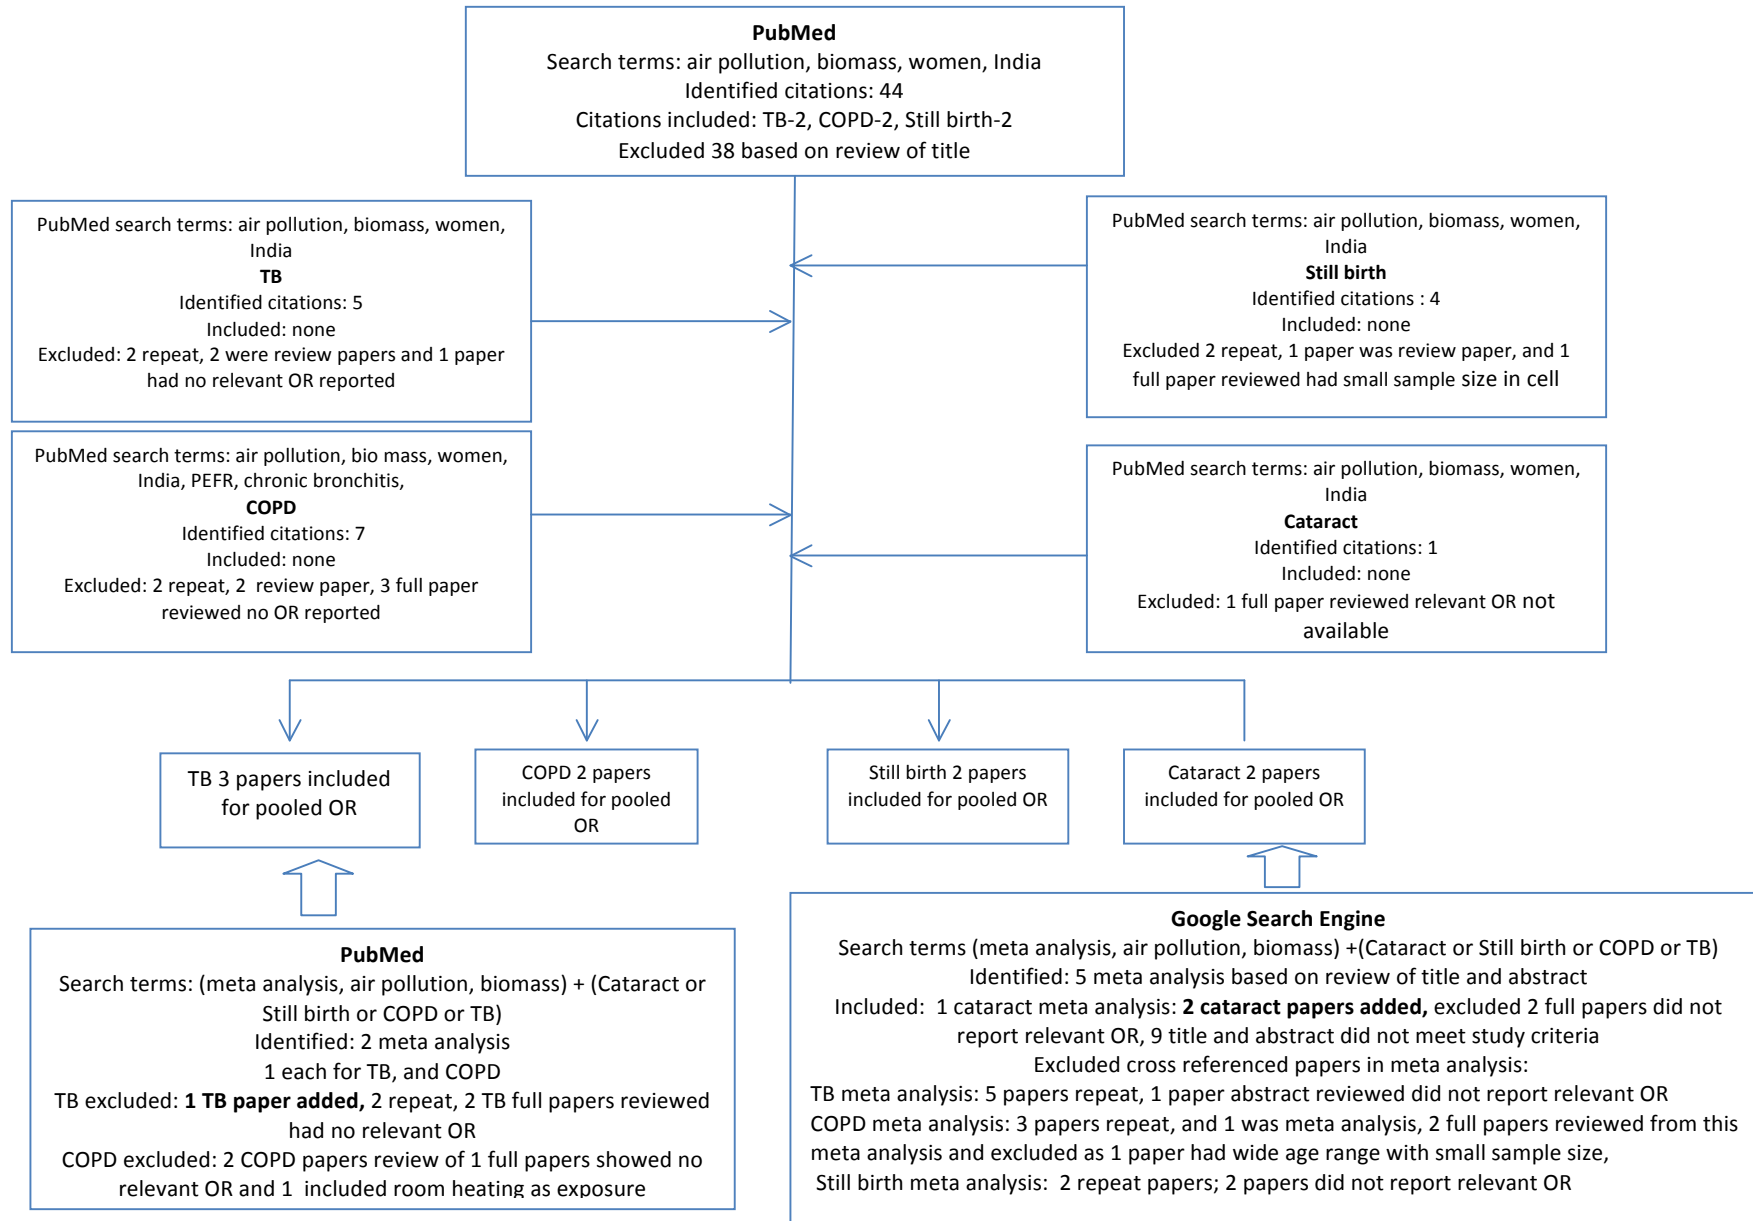 PubMed
Search terms: air pollution, biomass, women, India
Identified citations: 44
Citations included: TB-2, COPD-2, Still birth-2
Excluded 38 based on review of title
PubMed search terms: air pollution, biomass, women,
India
TB
Identified citations: 5
Included: none
Excluded: 2 repeat, 2 were review papers and 1 paper
had no relevant OR reported
PubMed search terms: air pollution, biomass, women,
India
Still birth
Identified citations : 4
Included: none
Excluded 2 repeat, 1 paper was review paper, and 1
full paper reviewed had small sample size in cell
PubMed search terms: air pollution, bio mass, women,
India, PEFR, chronic bronchitis,
COPD
Identified citations: 7
Included: none
Excluded: 2 repeat, 2 review paper, 3 full paper
reviewed no OR reported
PubMed search terms: air pollution, biomass, women,
India
Cataract
Identified citations: 1
Included: none
Excluded: 1 full paper reviewed relevant OR not
available
TB 3 papers included
for pooled OR
COPD 2 papers
included for pooled
OR
Still birth 2 papers
included for pooled OR
Cataract 2 papers
included for pooled OR
PubMed
Search terms: (meta analysis, air pollution, biomass) + (Cataract or
Still birth or COPD or TB)
Identified: 2 meta analysis
1 each for TB, and COPD
TB excluded: 1 TB paper added, 2 repeat, 2 TB full papers reviewed
had no relevant OR
COPD excluded: 2 COPD papers review of 1 full papers showed no
relevant OR and 1 included room heating as exposure
Google Search Engine
Search terms (meta analysis, air pollution, biomass) +(Cataract or Still birth or COPD or TB)
Identified: 5 meta analysis based on review of title and abstract
Included: 1 cataract meta analysis: 2 cataract papers added, excluded 2 full papers did not
report relevant OR, 9 title and abstract did not meet study criteria
Excluded cross referenced papers in meta analysis:
TB meta analysis: 5 papers repeat, 1 paper abstract reviewed did not report relevant OR
COPD meta analysis: 3 papers repeat, and 1 was meta analysis, 2 full papers reviewed from this
meta analysis and excluded as 1 paper had wide age range with small sample size,
Still birth meta analysis: 2 repeat papers; 2 papers did not report relevant OR